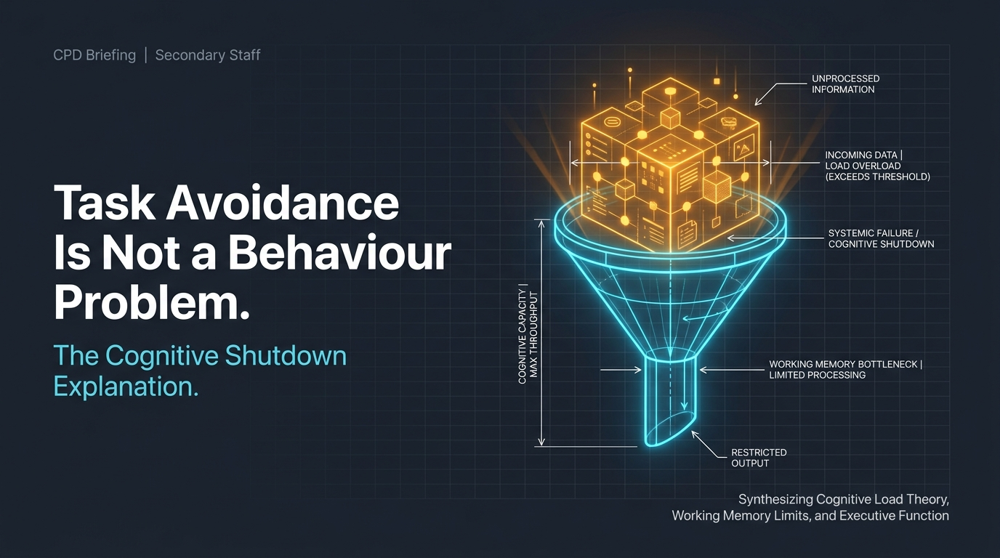 CPD Briefing | Secondary Staff
Task Avoidance
Is Not a Behaviour
Problem.
The Cognitive Shutdown
Explanation.
UNPROCESSED
INFORMATION
INCOMING DATA |
LOAD OVERLOAD
(EXCEEDS THRESHOLD)
SYSTEMIC FAILURE /
COGNITIVE SHUTDOWN
COGNITIVE CAPACITY |
MAX THROUGHPUT
WORKING MEMORY BOTTLENECK |
LIMITED PROCESSING
RESTRICTED
OUTPUT
Synthesizing Cognitive Load Theory,
Working Memory Limits, and Executive Function